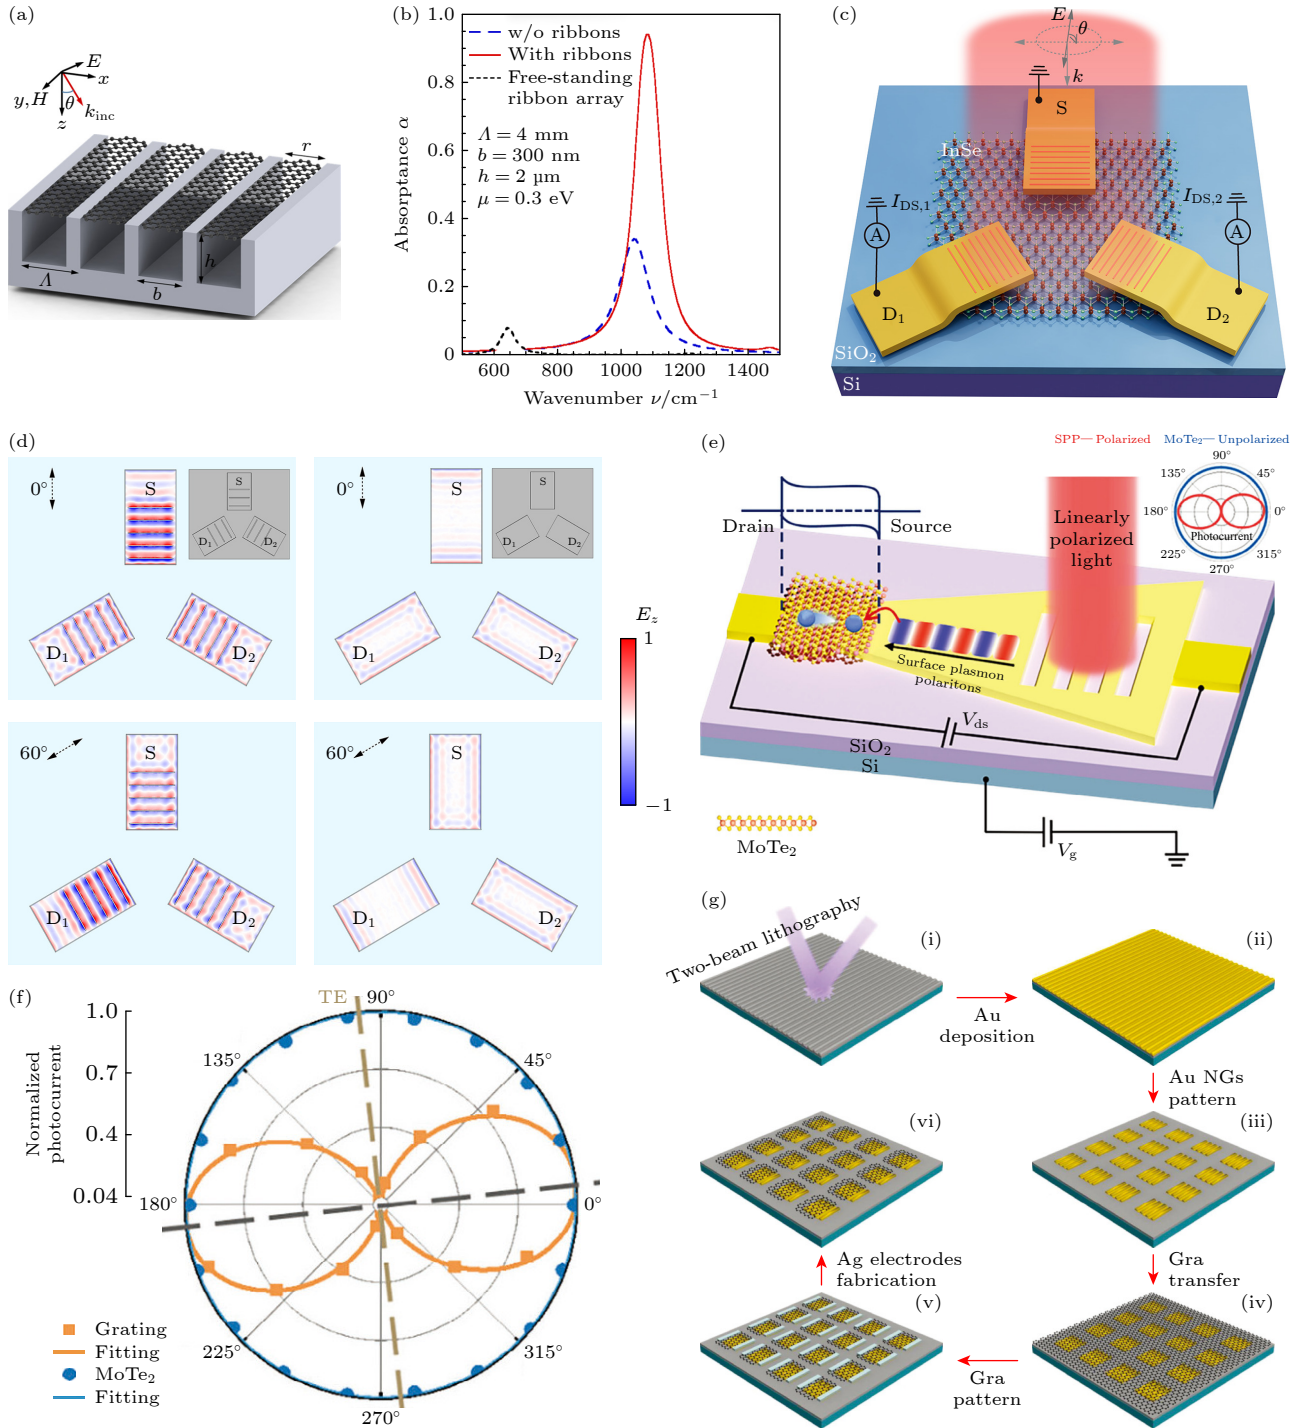 (a)
E
x
y, H
θ
k_inc
z
r
h
Λ
b
(b)
w/o ribbons
With ribbons
Free-standing
ribbon array
Λ = 4 mm
b = 300 nm
h = 2 μm
μ = 0.3 eV
1.0
0.8
0.6
0.4
0.2
0
Absorptance α
600 800 1000 1200 1400
Wavenumber ν/cm⁻¹
(c)
E
θ
k
S
InSe
I_DS,1
I_DS,2
A
A
D₁
D₂
SiO₂
Si
(d)
0°
S
S
D₁
D₂
D₁
D₂
0°
S
S
D₁
D₂
D₁
D₂
60°
S
D₁
D₂
60°
S
D₁
D₂
E_z
1
−1
(e)
SPP—Polarized
MoTe₂—Unpolarized
90°
135°
45°
180°
0°
Photocurrent
225°
315°
270°
Drain
Source
Linearly
polarized
light
Surface plasmon
polaritons
V_ds
SiO₂
Si
MoTe₂
V_g
(f)
TE
90°
1.0
0.7
0.4
0.04
Normalized
photocurrent
135°
45°
180°
0°
225°
315°
270°
Grating
Fitting
MoTe₂
Fitting
(g)
Two-beam lithography
(i)
Au
deposition
(ii)
Au NGs
pattern
(iii)
Gra
transfer
(iv)
Gra
pattern
(v)
Ag electrodes
fabrication
(vi)